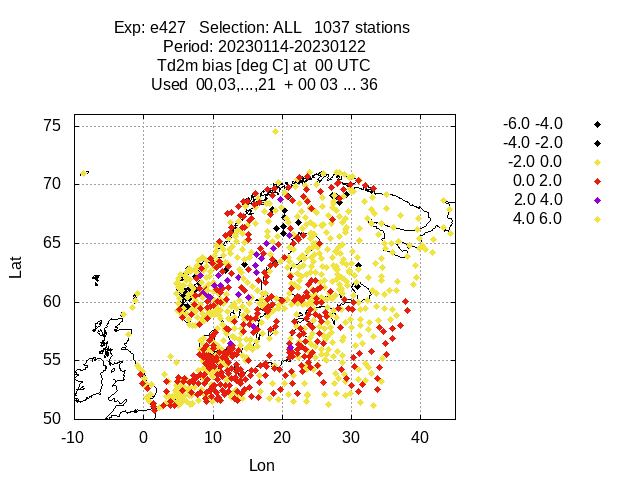 Exp: e427   Selection: ALL   1037 stations
Period: 20230114-20230122
Td2m bias [deg C] at  00 UTC
Used  00,03,...,21  + 00 03 ... 36
-6.0 -4.0
-4.0 -2.0
-2.0 0.0
0.0 2.0
2.0 4.0
4.0 6.0
75
70
65
60
55
50
Lat
-10 0 10 20 30 40
Lon